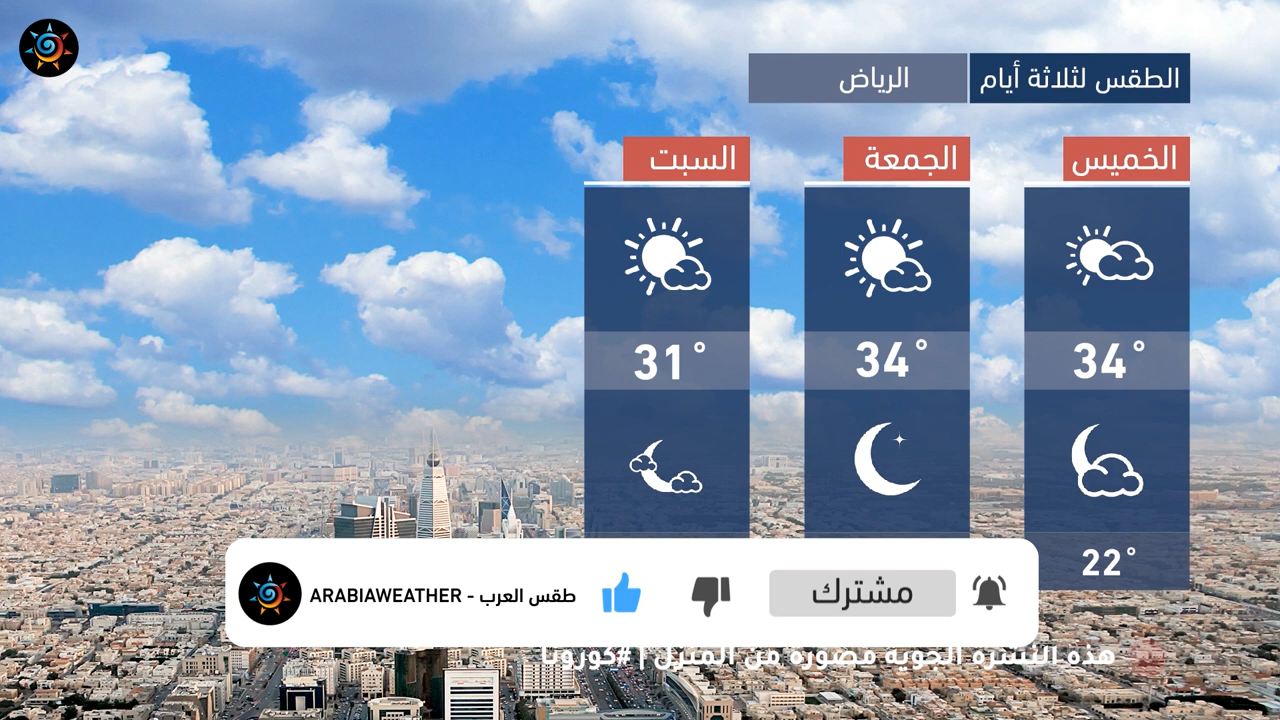 الطقس لثلاثة أيام
الرياض
الخميس
الجمعة
السبت
34°
34°
31°
22°
ARABIAWEATHER - طقس العرب
مشترك
هذه النشرة الجوية مصورة من المنزل | #كورونا